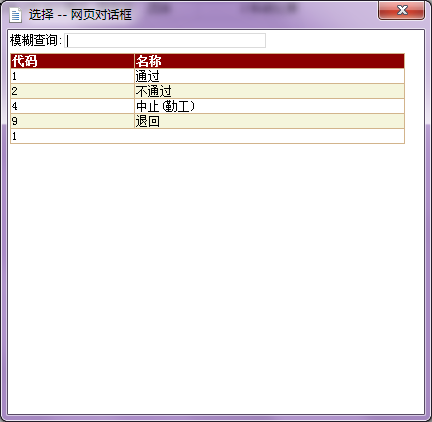 选择 -- 网页对话框
模糊查询:
代码 名称
1 通过
2 不通过
4 中止(勤工)
9 退回
1